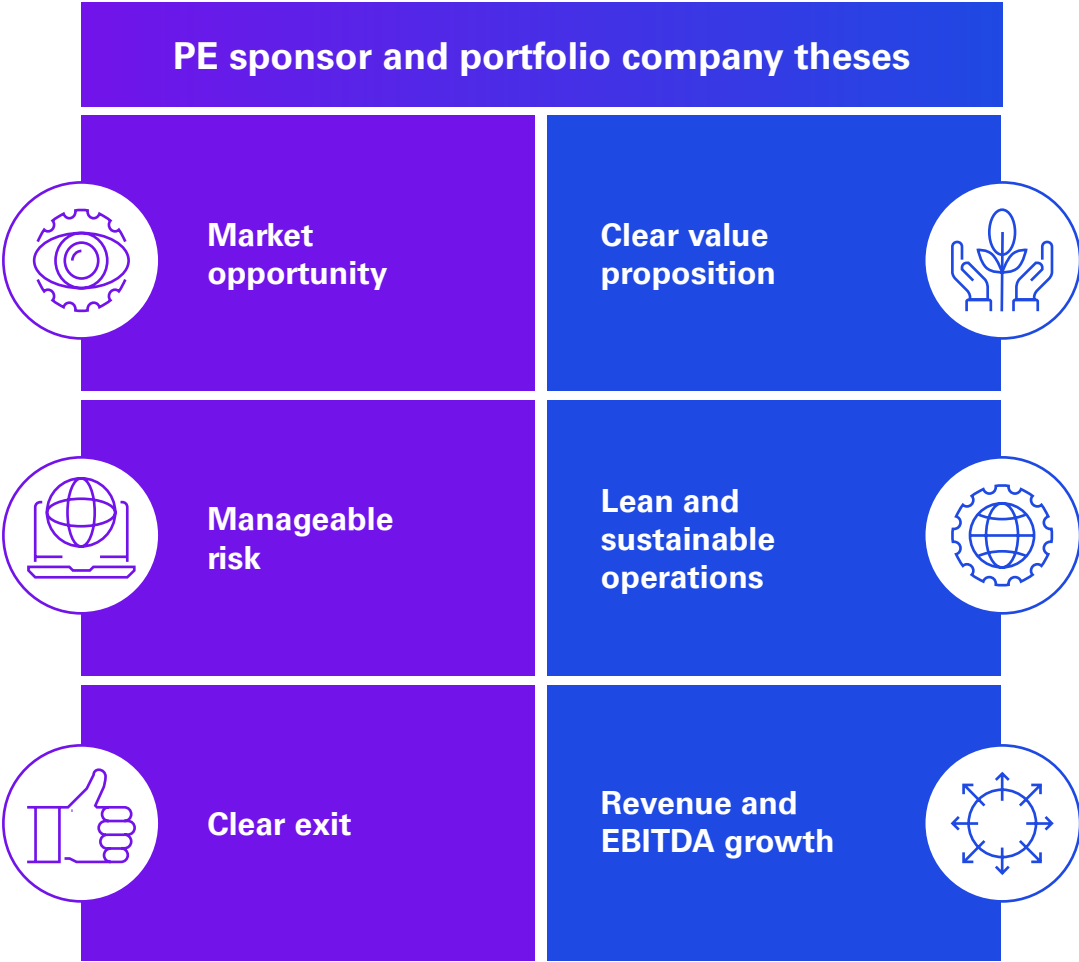 PE sponsor and portfolio company theses
Market
opportunity
Clear value
proposition
Manageable
risk
Lean and
sustainable
operations
Clear exit
Revenue and
EBITDA growth